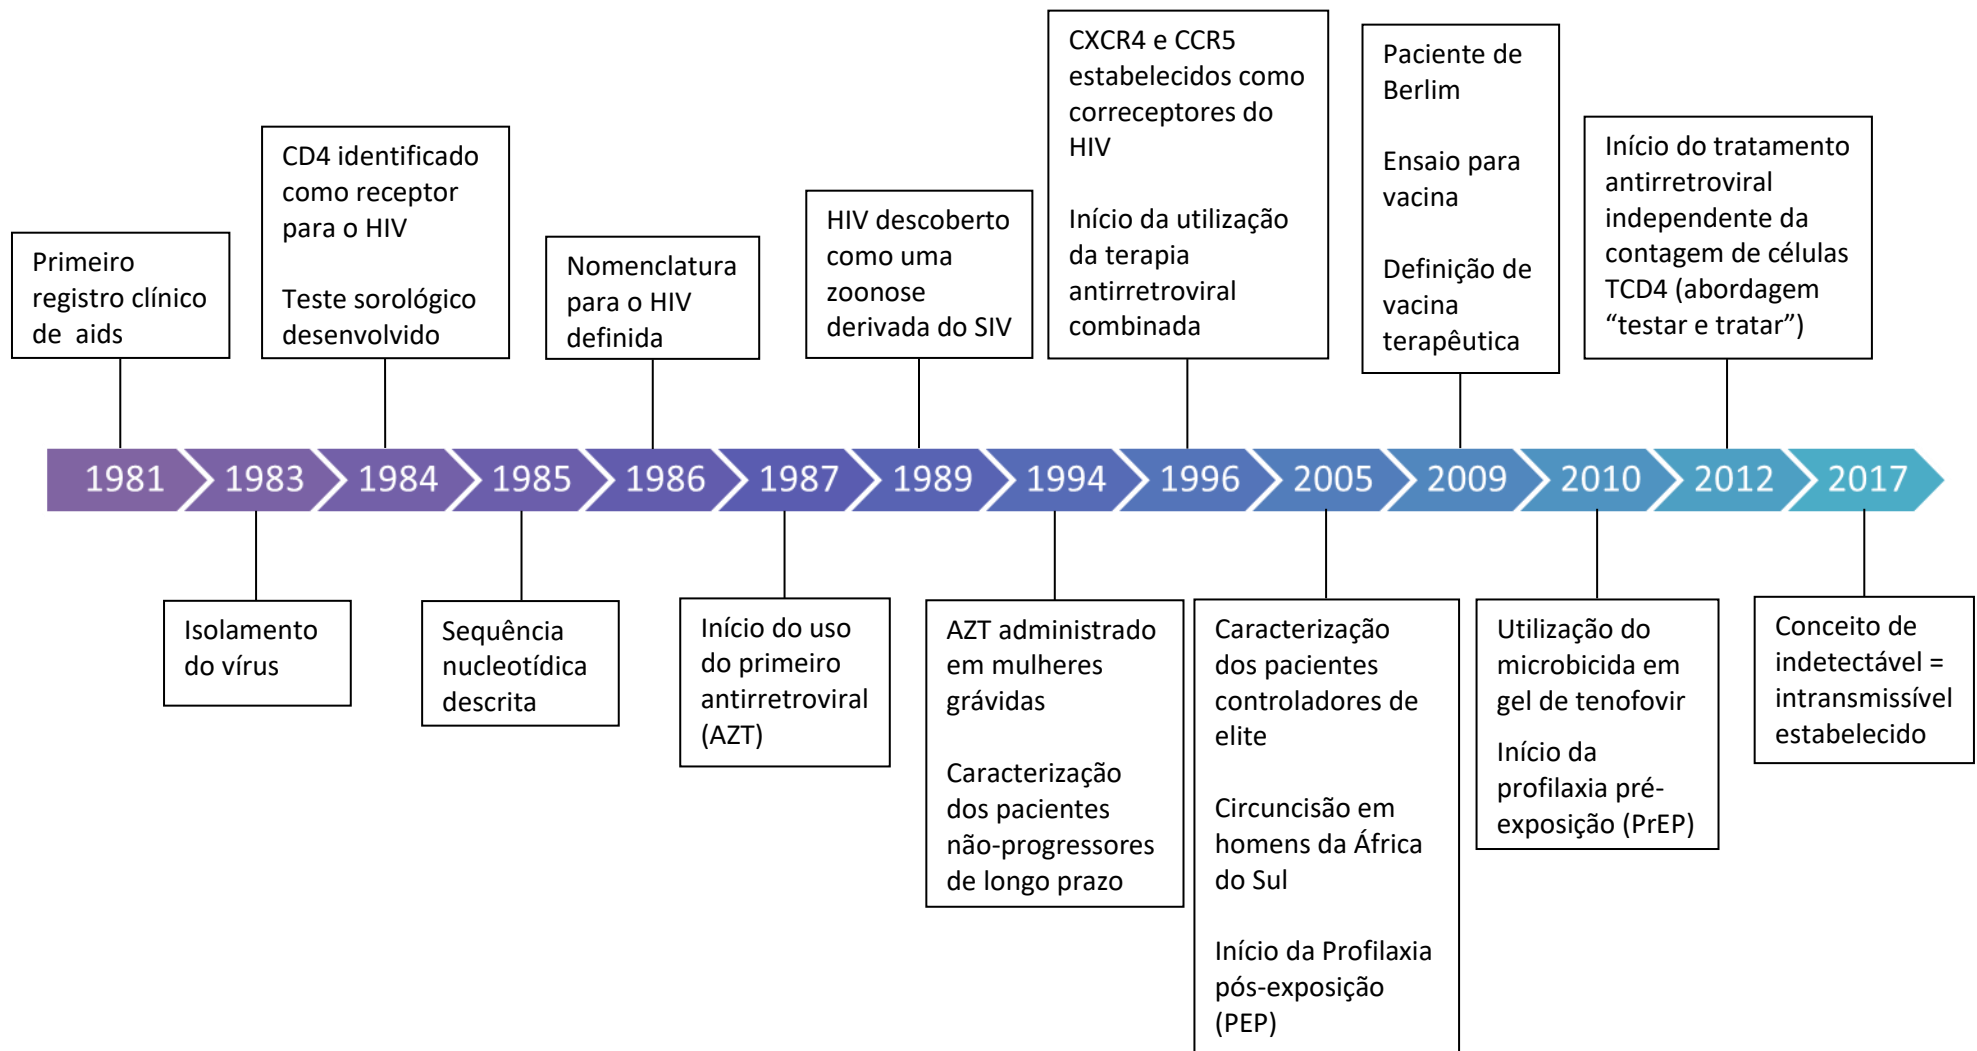 CXCR4 e CCR5
estabelecidos como
correceptores do
HIV
Início da utilização
da terapia
antirretroviral
combinada
Paciente de
Berlim
Ensaio para
vacina
Definição de
vacina
terapêutica
CD4 identificado
como receptor
para o HIV
Teste sorológico
desenvolvido
Início do tratamento
antirretroviral
independente da
contagem de células
TCD4 (abordagem
“testar e tratar”)
HIV descoberto
como uma
zoonose
derivada do SIV
Primeiro
registro clínico
de  aids
Nomenclatura
para o HIV
definida
1981 1983 1984 1985 1986 1987 1989 1994 1996 2005 2009 2010 2012 2017
Isolamento
do vírus
Sequência
nucleotídica
descrita
Início do uso
do primeiro
antirretroviral
(AZT)
AZT administrado
em mulheres
grávidas
Caracterização
dos pacientes
não-progressores
de longo prazo
Caracterização
dos pacientes
controladores de
elite
Circuncisão em
homens da África
do Sul
Início da Profilaxia
pós-exposição
(PEP)
Utilização do
microbicida em
gel de tenofovir
Início da
profilaxia pré-
exposição (PrEP)
Conceito de
indetectável =
intransmissível
estabelecido